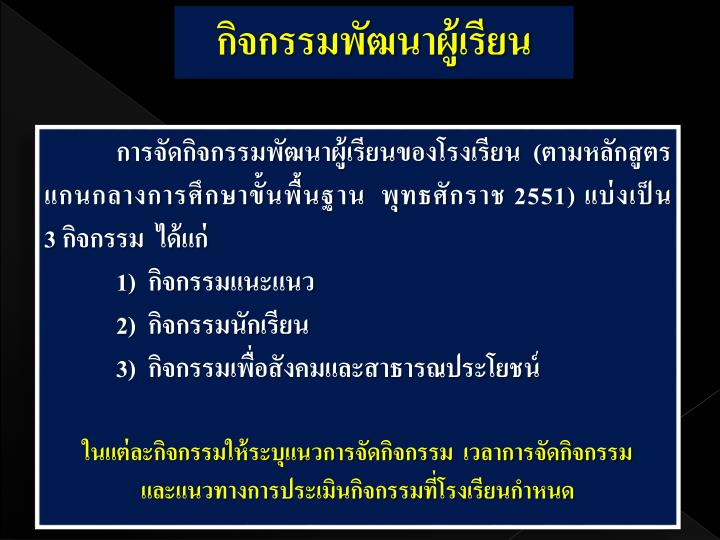 กิจกรรมพัฒนาผู้เรียน
การจัดกิจกรรมพัฒนาผู้เรียนของโรงเรียน (ตามหลักสูตร
แกนกลางการศึกษาขั้นพื้นฐาน พุทธศักราช 2551) แบ่งเป็น
3 กิจกรรม ได้แก่
1) กิจกรรมแนะแนว
2) กิจกรรมนักเรียน
3) กิจกรรมเพื่อสังคมและสาธารณประโยชน์
ในแต่ละกิจกรรมให้ระบุแนวการจัดกิจกรรม เวลาการจัดกิจกรรม
และแนวทางการประเมินกิจกรรมที่โรงเรียนกำหนด